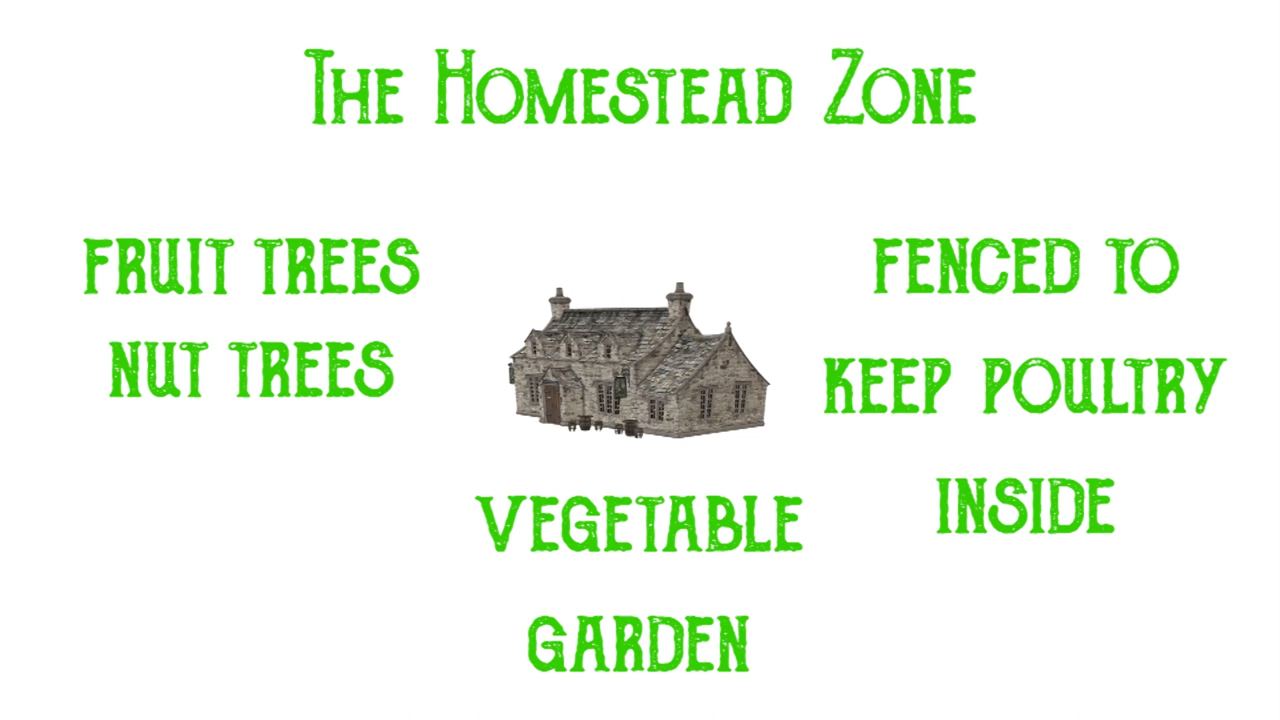 The Homestead Zone
FRUIT TREES
NUT TREES
FENCED TO
KEEP POULTRY
INSIDE
VEGETABLE
GARDEN